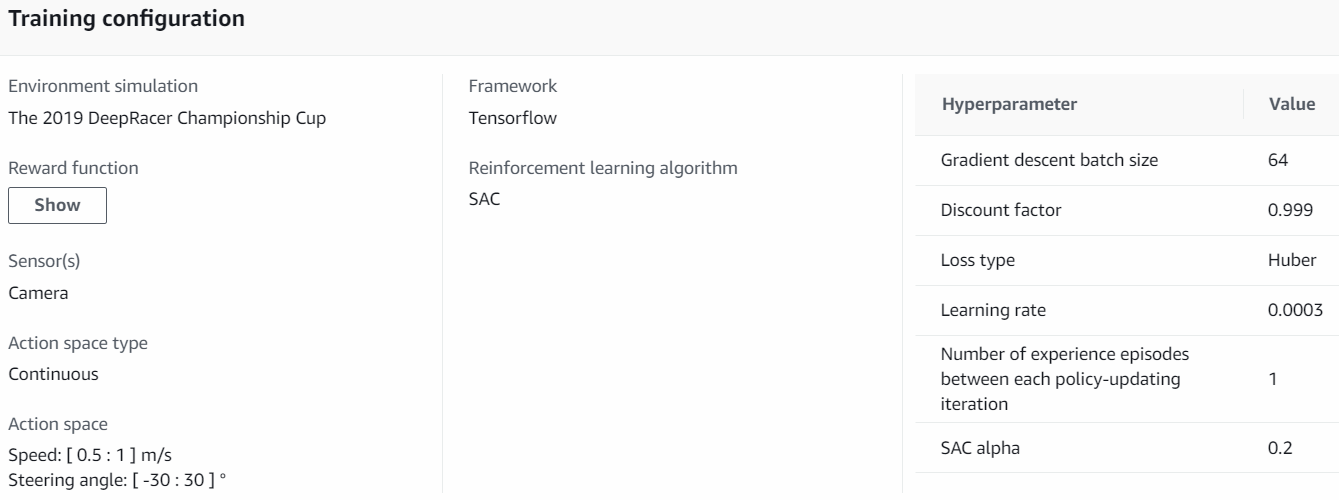 Training configuration
Environment simulation
The 2019 DeepRacer Championship Cup
Reward function
Show
Sensor(s)
Camera
Action space type
Continuous
Action space
Speed: [ 0.5 : 1 ] m/s
Steering angle: [ -30 : 30 ] °
Framework
Tensorflow
Reinforcement learning algorithm
SAC
Hyperparameter Value
Gradient descent batch size 64
Discount factor 0.999
Loss type Huber
Learning rate 0.0003
Number of experience episodes
between each policy-updating 1
iteration
SAC alpha 0.2